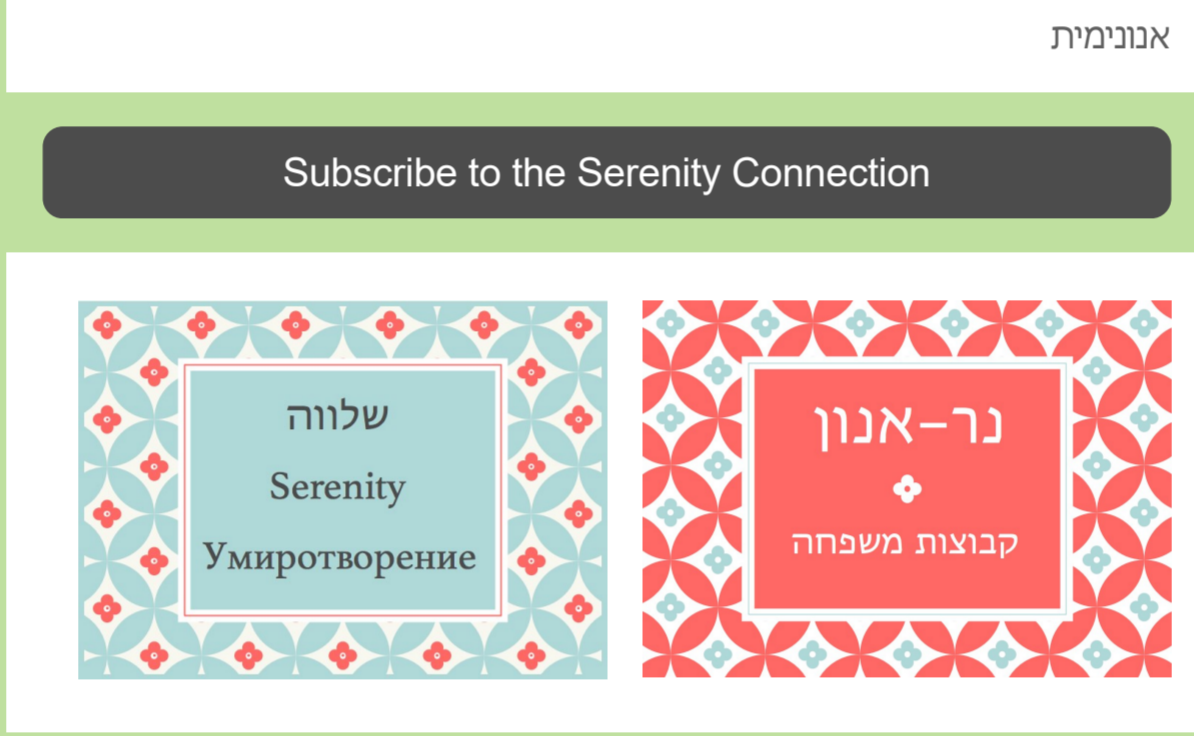 אנונימית
Subscribe to the Serenity Connection
שלווה
Serenity
Умиротворение
נר-אנון
קבוצות משפחה